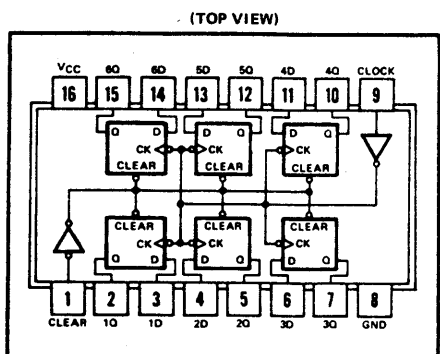 (TOP VIEW)
VCC 6Q 6D 5D 5Q 4D 4Q CLOCK
16 15 14 13 12 11 10 9
Q D D Q D Q
CK CK CK
CLEAR CLEAR CLEAR
CLEAR CLEAR CLEAR
CK CK CK
Q D D Q D Q
1 2 3 4 5 6 7 8
CLEAR 1Q 1D 2D 2Q 3D 3Q GND